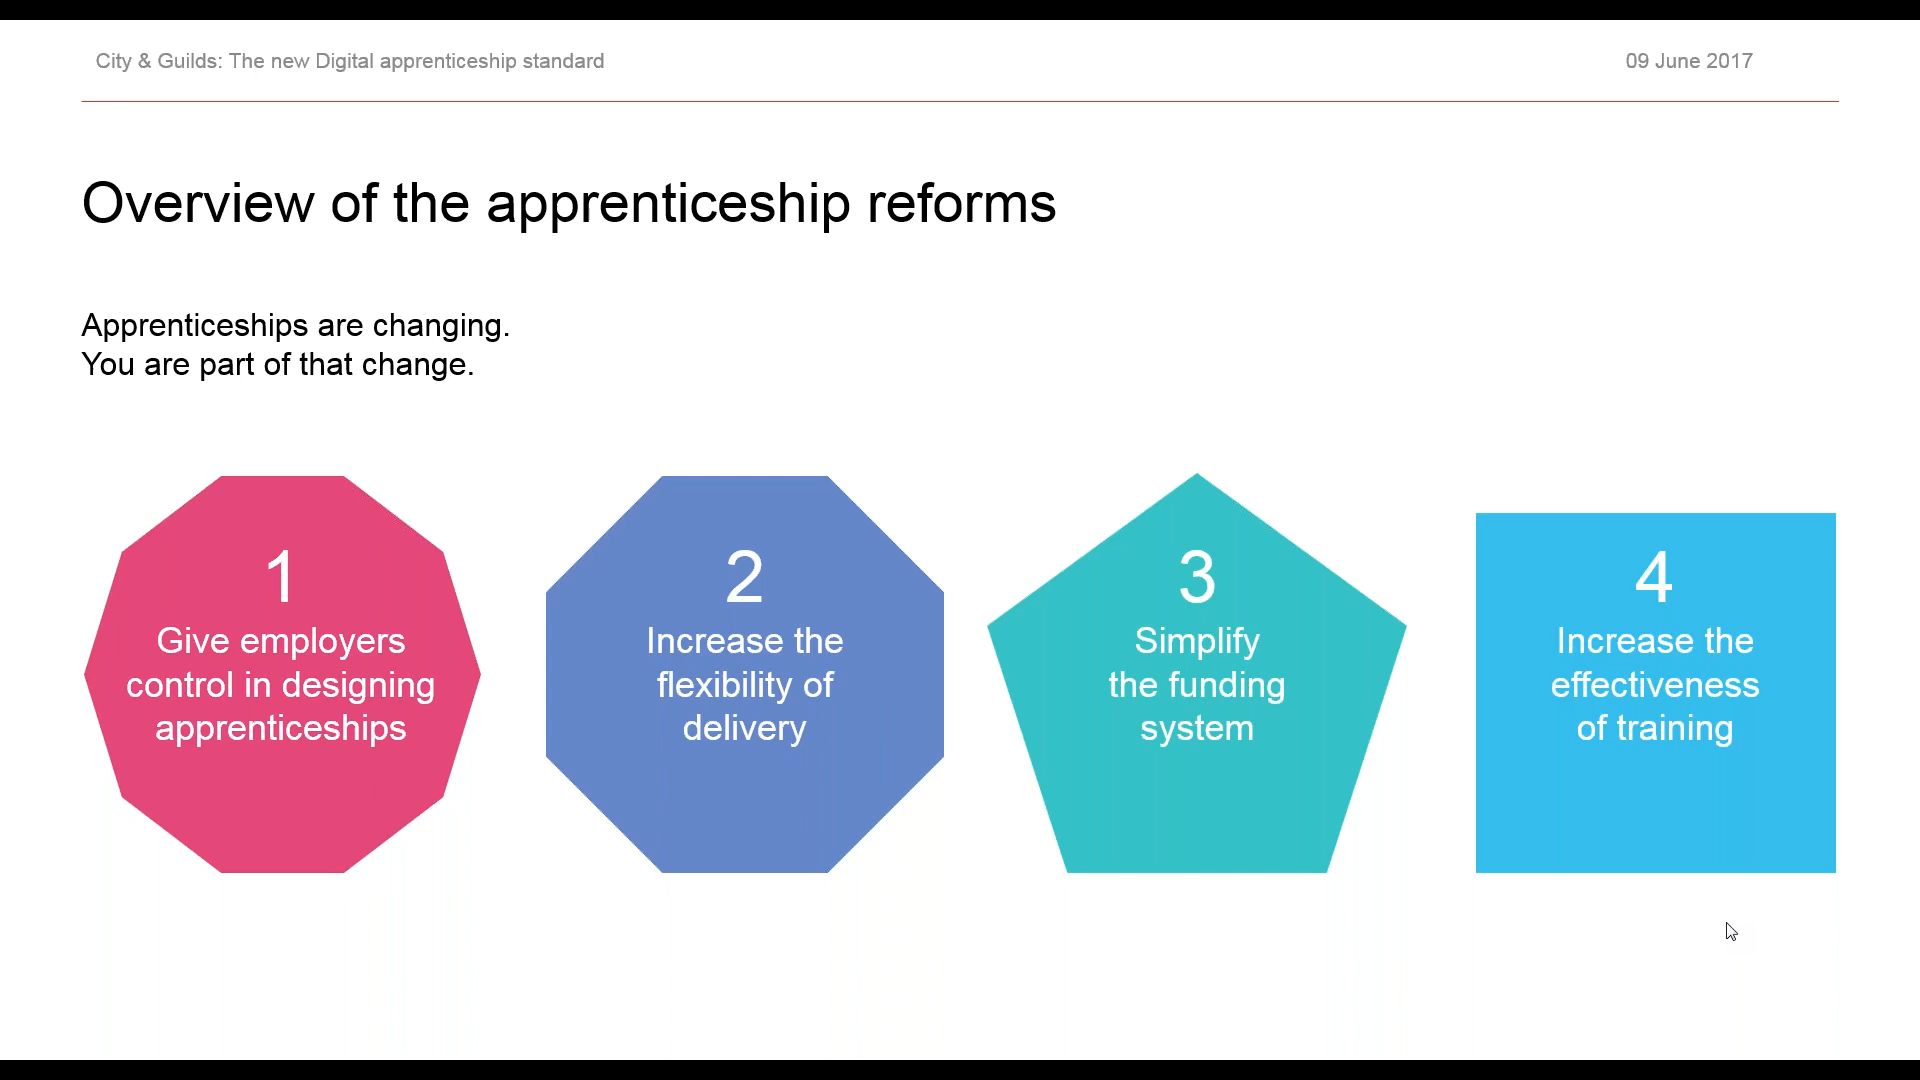 City & Guilds: The new Digital apprenticeship standard
09 June 2017
Overview of the apprenticeship reforms
Apprenticeships are changing.
You are part of that change.
1
Give employers
control in designing
apprenticeships
2
Increase the
flexibility of
delivery
3
Simplify
the funding
system
4
Increase the
effectiveness
of training